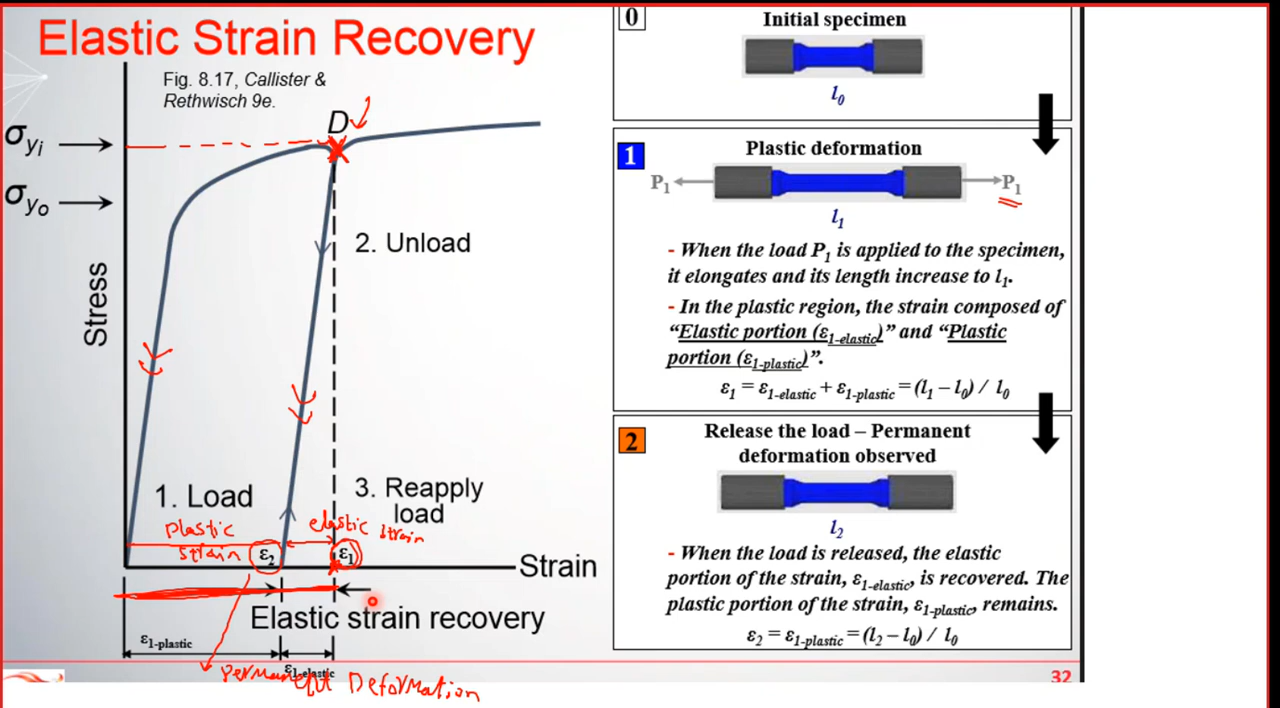 Elastic Strain Recovery
Fig. 8.17, Callister &
Rethwisch 9e.
D
σyi
σyo
Stress
2. Unload
1. Load
3. Reapply
load
Plastic
strain
elastic
strain
ε2
ε1
Strain
Elastic strain recovery
ε1-plastic
ε1-elastic
permanent Deformation
0
Initial specimen
l0
1
Plastic deformation
P1
P1
l1
- When the load P1 is applied to the specimen,
it elongates and its length increase to l1.
- In the plastic region, the strain composed of
“Elastic portion (ε1-elastic)” and “Plastic
portion (ε1-plastic)”.
ε1 = ε1-elastic + ε1-plastic = (l1 – l0) / l0
2
Release the load – Permanent
deformation observed
l2
- When the load is released, the elastic
portion of the strain, ε1-elastic, is recovered. The
plastic portion of the strain, ε1-plastic, remains.
ε2 = ε1-plastic = (l2 – l0) / l0
32